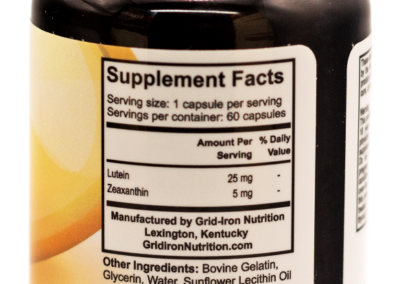 Supplement Facts
Serving size: 1 capsule per serving
Servings per container: 60 capsules
Amount Per Serving % Daily Value
Lutein 25 mg -
Zeaxanthin 5 mg -
Manufactured by Grid-Iron Nutrition
Lexington, Kentucky
GridIronNutrition.com
Other Ingredients: Bovine Gelatin,
Glycerin, Water, Sunflower Lecithin Oil